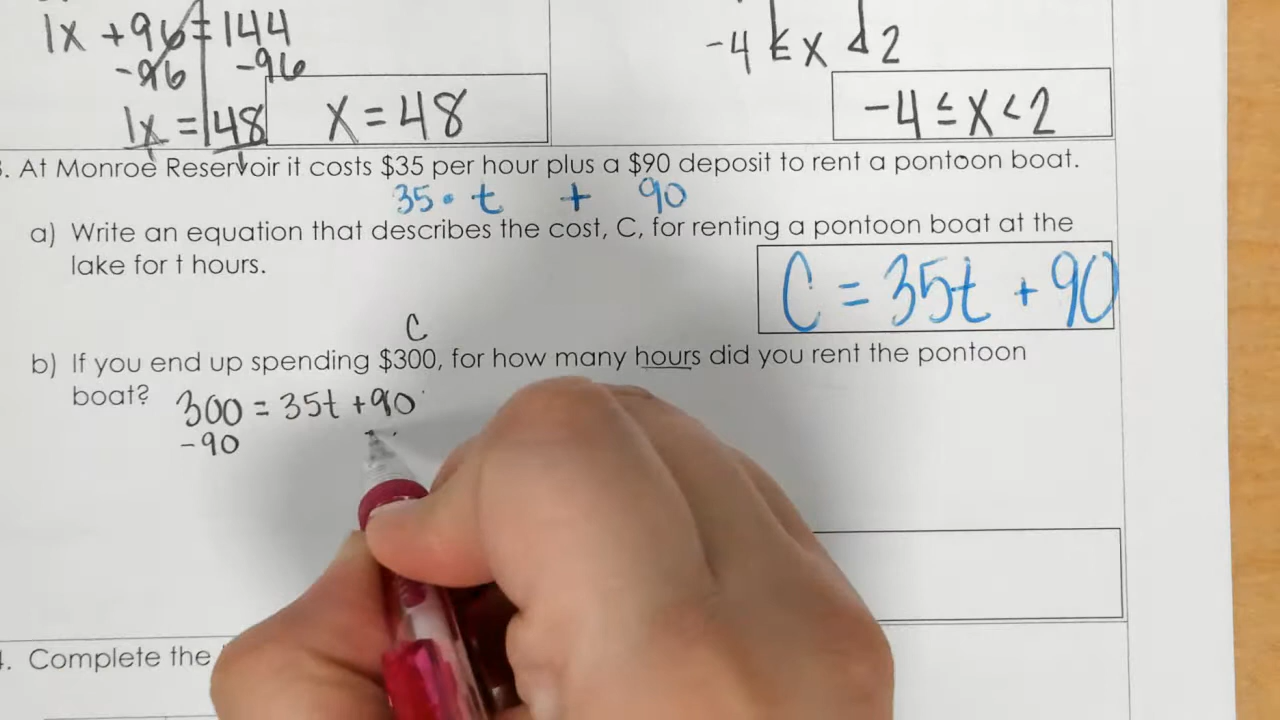 1x + 96 = 144
-96 -96
1x = 148
x = 48
-4 ≤ x < 2
-4 ≤ x < 2
. At Monroe Reservoir it costs $35 per hour plus a $90 deposit to rent a pontoon boat.
35 • t + 90
a) Write an equation that describes the cost, C, for renting a pontoon boat at the
lake for t hours.
C = 35t + 90
C
b) If you end up spending $300, for how many hours did you rent the pontoon
boat?
300 = 35t + 90
-90
. Complete the